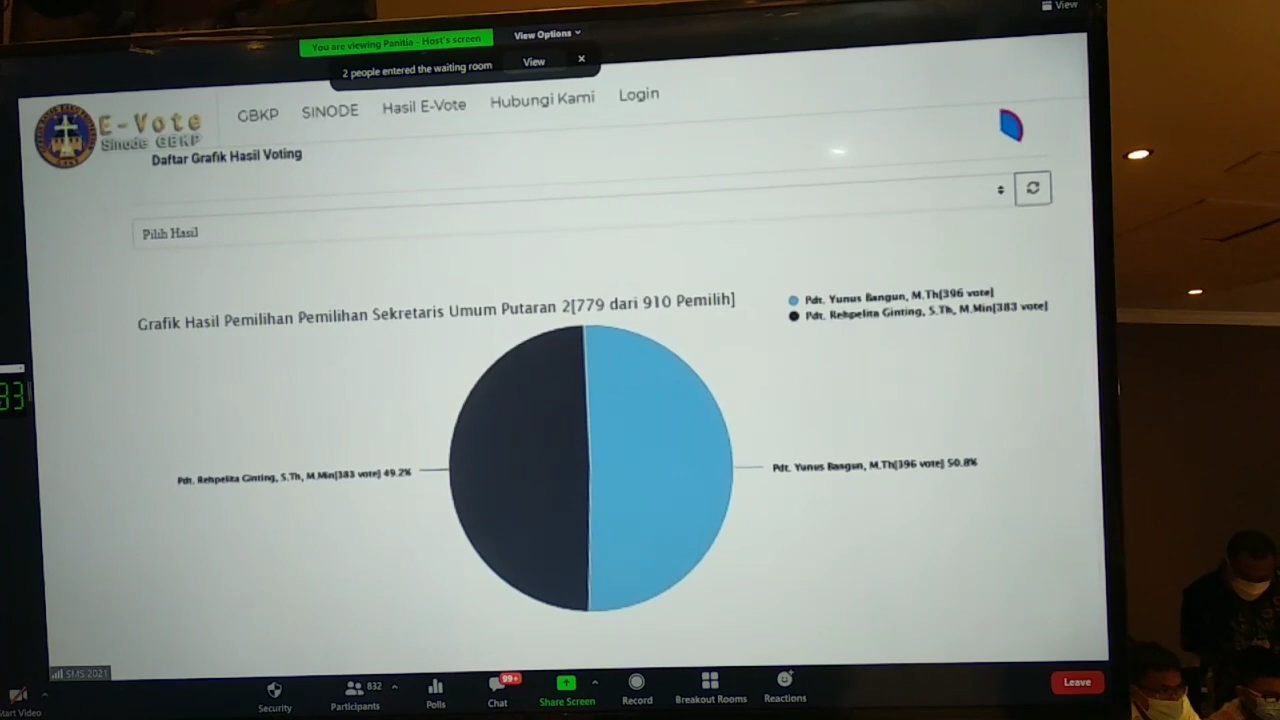 View
You are viewing Panitia - Host's screen
View Options
2 people entered the waiting room
View
×
E-Vote
Sinode GBKP
GBKP
SINODE
Hasil E-Vote
Hubungi Kami
Login
Daftar Grafik Hasil Voting
Pilih Hasil
Grafik Hasil Pemilihan Pemilihan Sekretaris Umum Putaran 2[779 dari 910 Pemilih]
Pdt. Yunus Bangun, M.Th[396 vote]
Pdt. Rehpelita Ginting, S.Th, M.Min[383 vote]
33
Pdt. Rehpelita Ginting, S.Th, M.Min[383 vote] 49.2%
Pdt. Yunus Bangun, M.Th[396 vote] 50.8%
SMS 2021
Start Video
Security
832
Participants
Polls
99+
Chat
Share Screen
Record
Breakout Rooms
Reactions
Leave